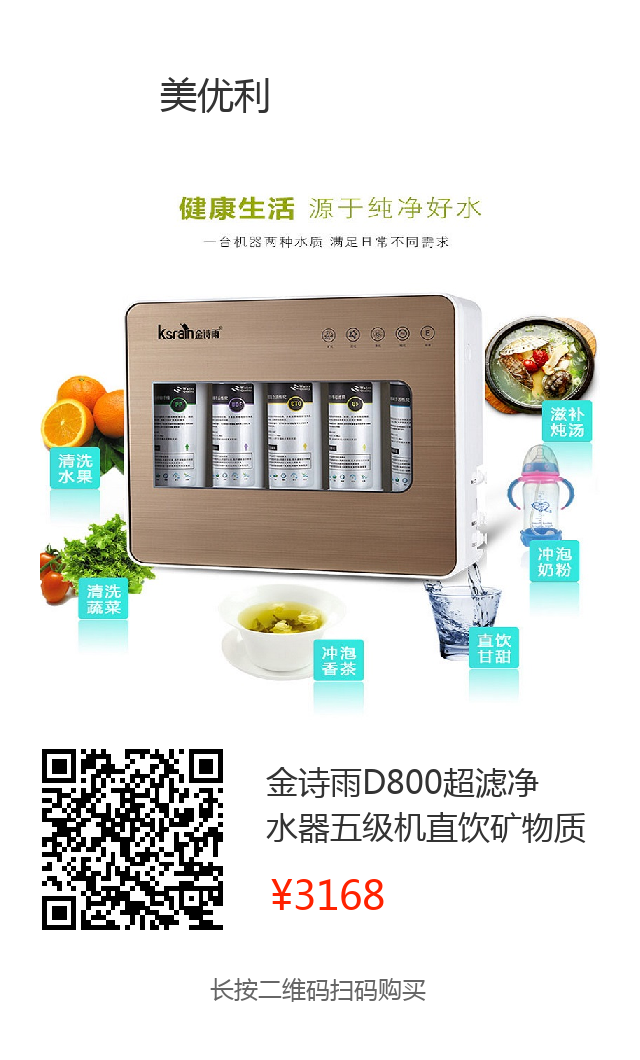 美优利
健康生活 源于纯净好水
一台机器两种水质 满足日常不同需求
ksrain金诗雨
清洗
水果
滋补
炖汤
冲泡
奶粉
清洗
蔬菜
冲泡
香茶
直饮
甘甜
金诗雨D800超滤净
水器五级机直饮矿物质
¥3168
长按二维码扫码购买